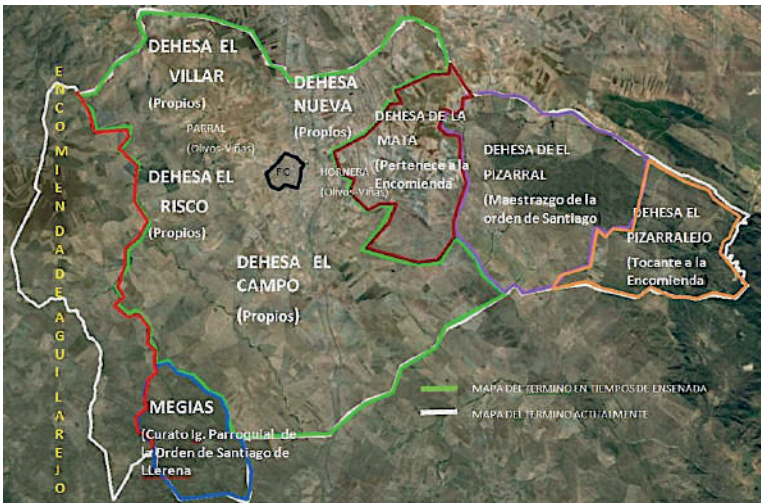 DEHESA EL
VILLAR
(Propios)
PARRAL
(Olivos-Viñas)
DEHESA
NUEVA
(Propios)
DEHESA DE LA
MATA
(Pertenece a la
Encomienda
HORNERA
(Olivos-Viñas)
DEHESA DE EL
PIZARRAL
(Maestrazgo de la
orden de Santiago
DEHESA EL
PIZARRALEJO
(Tocante a la
Encomienda
DEHESA EL
RISCO
(Propios)
DEHESA EL
CAMPO
(Propios)
MEGIAS
(Curato Ig. Parroquial de
la Orden de Santiago de
LLerena
ENCOMIENDA DE AGUILAREJO
MAPA DEL TERMINO EN TIEMPOS DE ENSENADA
MAPA DEL TERMINO ACTUALMENTE